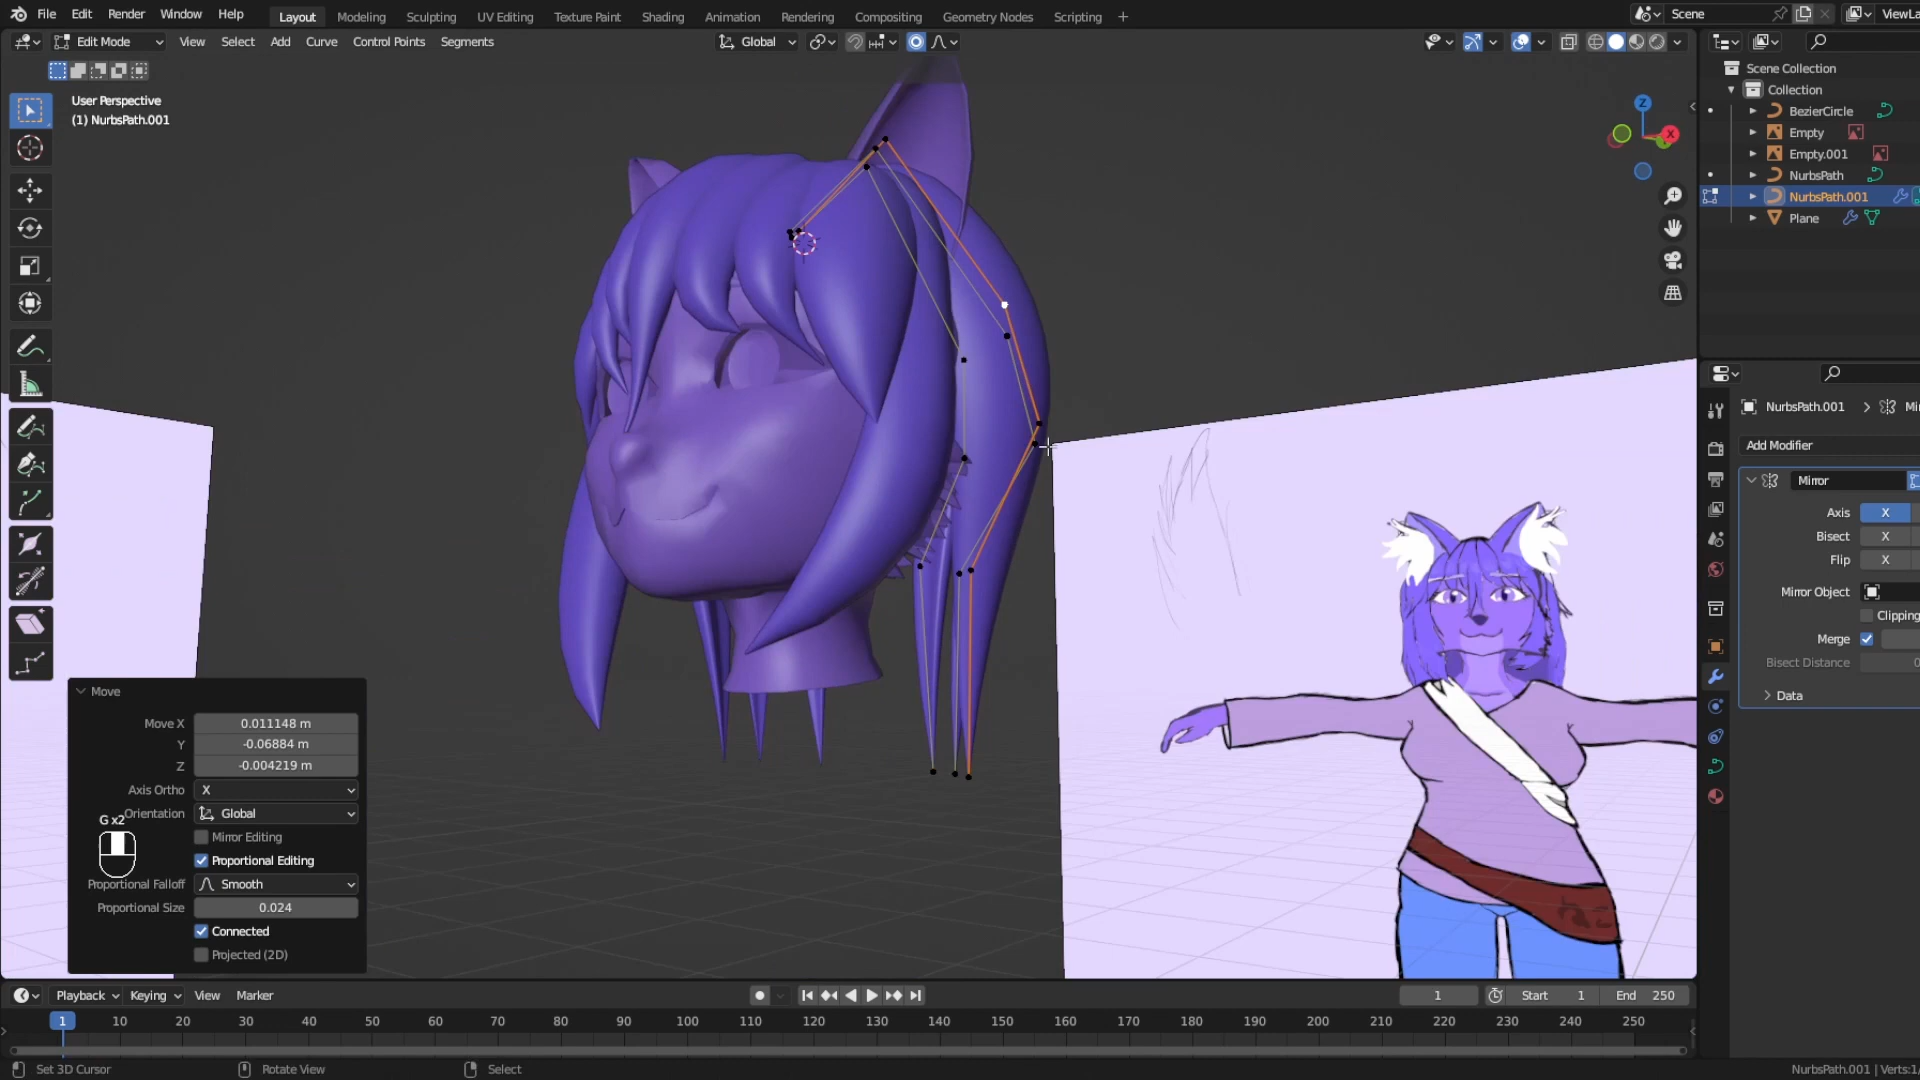 File Edit Render Window Help Layout Modeling Sculpting UV Editing Texture Paint Shading Animation Rendering Compositing Geometry Nodes Scripting + Scene ViewLa
Edit Mode View Select Add Curve Control Points Segments Global
User Perspective
(1) NurbsPath.001
Z
X
Scene Collection
Collection
BezierCircle
Empty
Empty.001
NurbsPath
NurbsPath.001
Plane
NurbsPath.001 > Mi
Add Modifier
Mirror
Axis X
Bisect X
Flip X
Mirror Object
Clipping
Merge
Bisect Distance 0
Data
Move
Move X 0.011148 m
Y -0.06884 m
Z -0.004219 m
Axis Ortho X
Orientation Global
G x2
Mirror Editing
Proportional Editing
Proportional Falloff Smooth
Proportional Size 0.024
Connected
Projected (2D)
Playback Keying View Marker 1 Start 1 End 250
1 10 20 30 40 50 60 70 80 90 100 110 120 130 140 150 160 170 180 190 200 210 220 230 240 250
Set 3D Cursor Rotate View Select NurbsPath.001 | Verts:1/